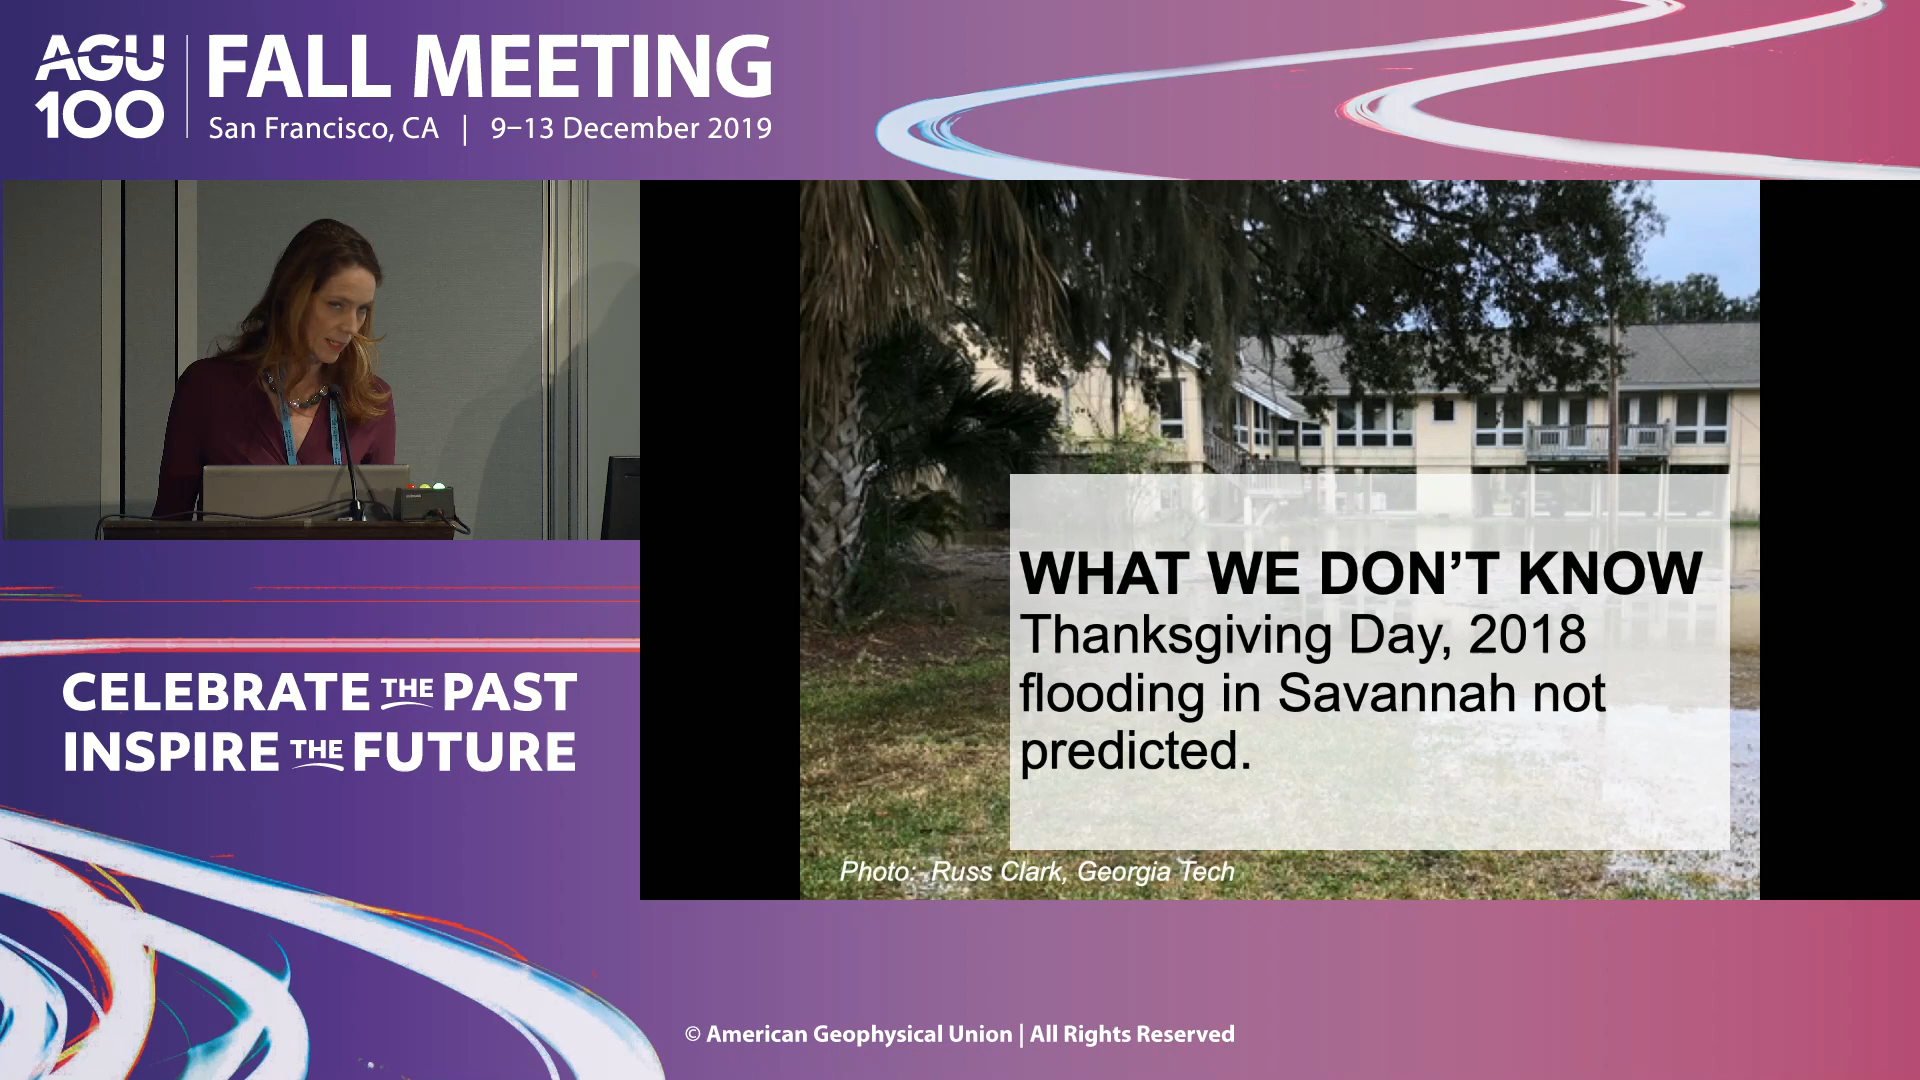 AGU
100
FALL MEETING
San Francisco, CA | 9–13 December 2019
WHAT WE DON'T KNOW
Thanksgiving Day, 2018
flooding in Savannah not
predicted.
Photo: Russ Clark, Georgia Tech
CELEBRATE THE PAST
INSPIRE THE FUTURE
© American Geophysical Union | All Rights Reserved